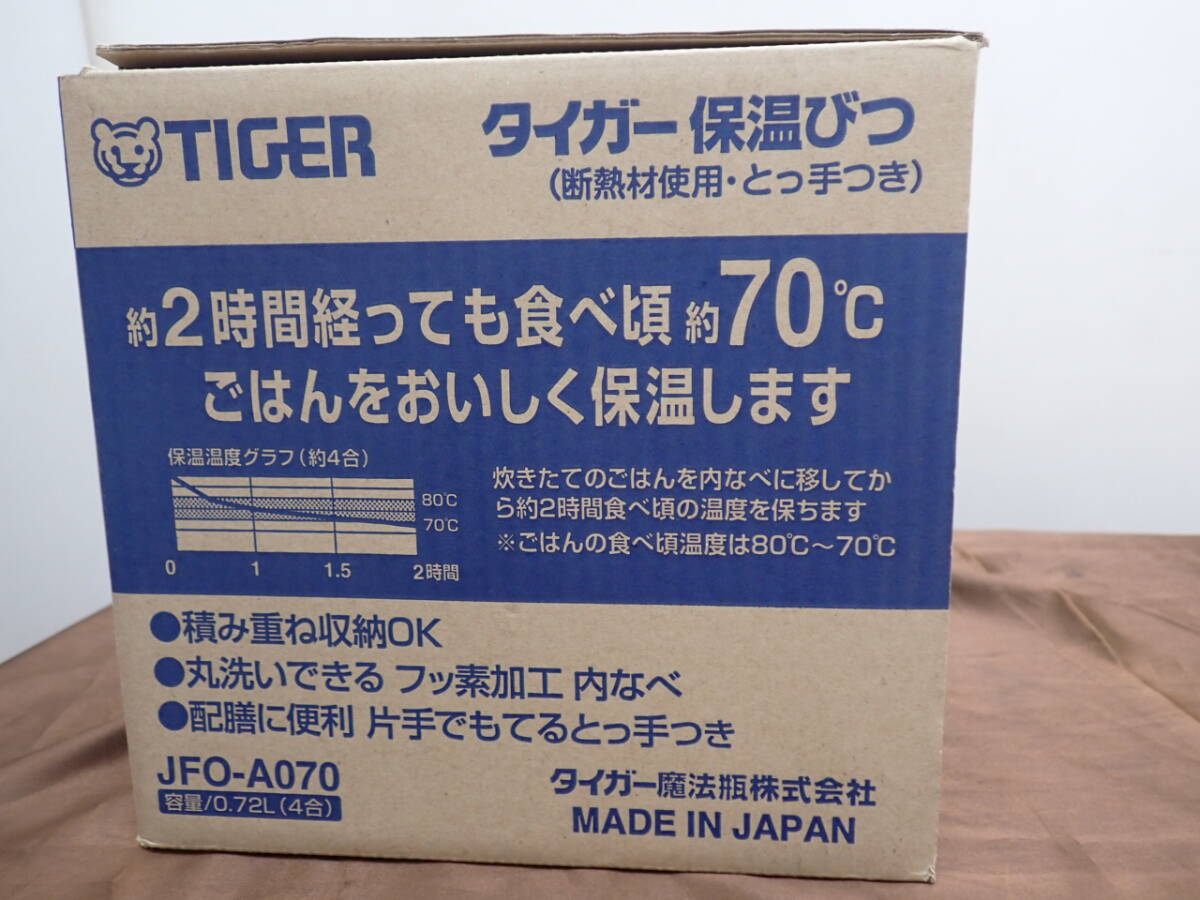 TIGER
タイガー 保温びつ
(断熱材使用・とっ手つき)
約2時間経っても食べ頃 約70℃
ごはんをおいしく保温します
保温温度グラフ(約4合)
80℃
70℃
0 1 1.5 2時間
炊きたてのごはんを内なべに移してか
ら約2時間食べ頃の温度を保ちます
※ごはんの食べ頃温度は80℃～70℃
●積み重ね収納OK
●丸洗いできる フッ素加工 内なべ
●配膳に便利 片手でもてるとっ手つき
JFO-A070
容量/0.72L(4合)
タイガー魔法瓶株式会社
MADE IN JAPAN